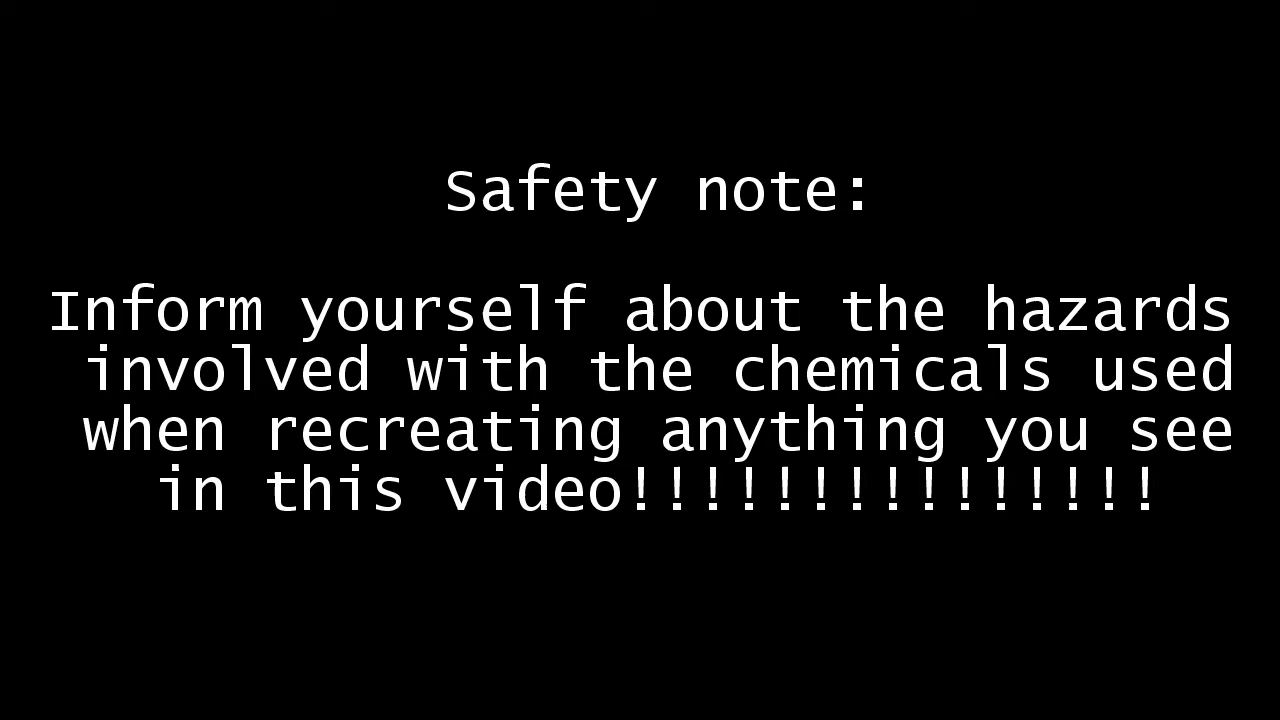 Safety note:
Inform yourself about the hazards
involved with the chemicals used
when recreating anything you see
in this video!!!!!!!!!!!!!!!